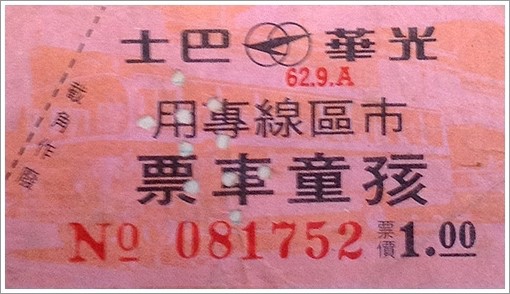 光華巴士
62.9.A
市區線專用
孩童車票
截角作廢
No 081752 票價 1.00